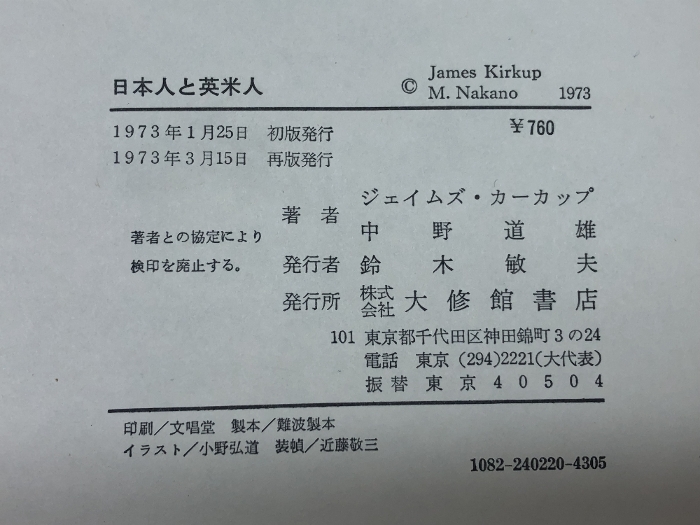 日本人と英米人
© James Kirkup
M. Nakano 1973
1973年1月25日 初版発行
¥760
1973年3月15日 再版発行
著者との協定により
検印を廃止する。
著者 ジェイムズ・カーカップ
中野道雄
発行者 鈴木敏夫
発行所 株式会社 大修館書店
101 東京都千代田区神田錦町3の24
電話 東京 (294)2221(大代表)
振替 東京 40504
印刷/文唱堂 製本/難波製本
イラスト/小野弘道 装幀/近藤敬三
1082-240220-4305